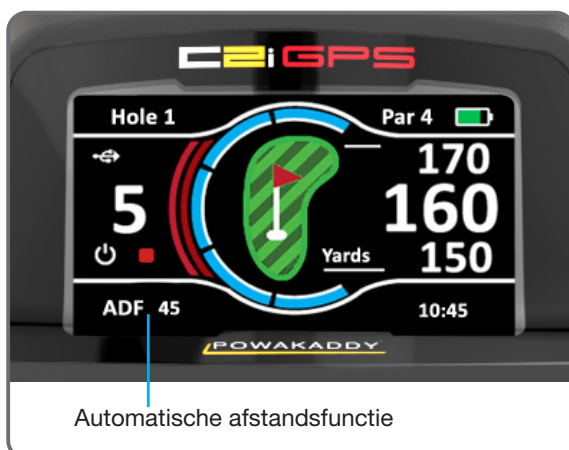 C2i GPS
Hole 1
Par 4
170
5
160
Yards 150
ADF 45
10:45
POWAKADDY
Automatische afstandsfunctie